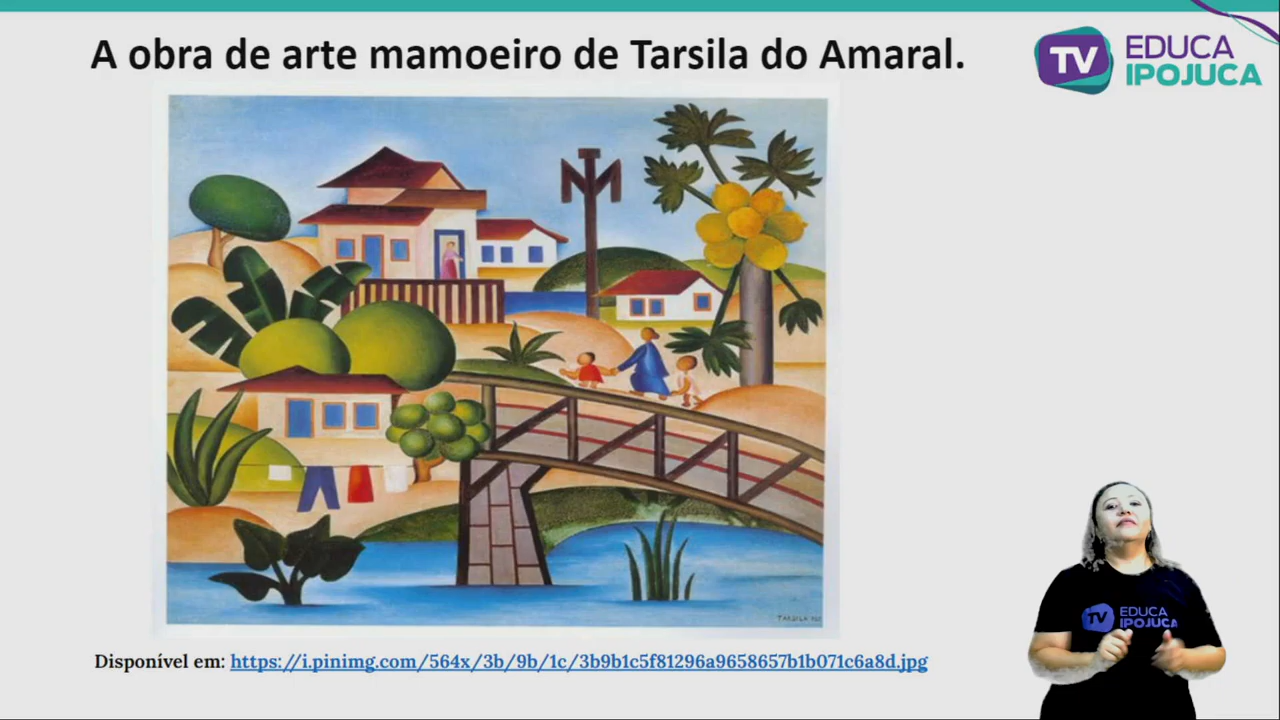 A obra de arte mamoeiro de Tarsila do Amaral.
TV EDUCA
IPOJUCA
Disponível em: https://i.pinimg.com/564x/3b/9b/1c/3b9b1c5f81296a9658657b1b071c6a8d.jpg
TV EDUCA
IPOJUCA
TARSILA